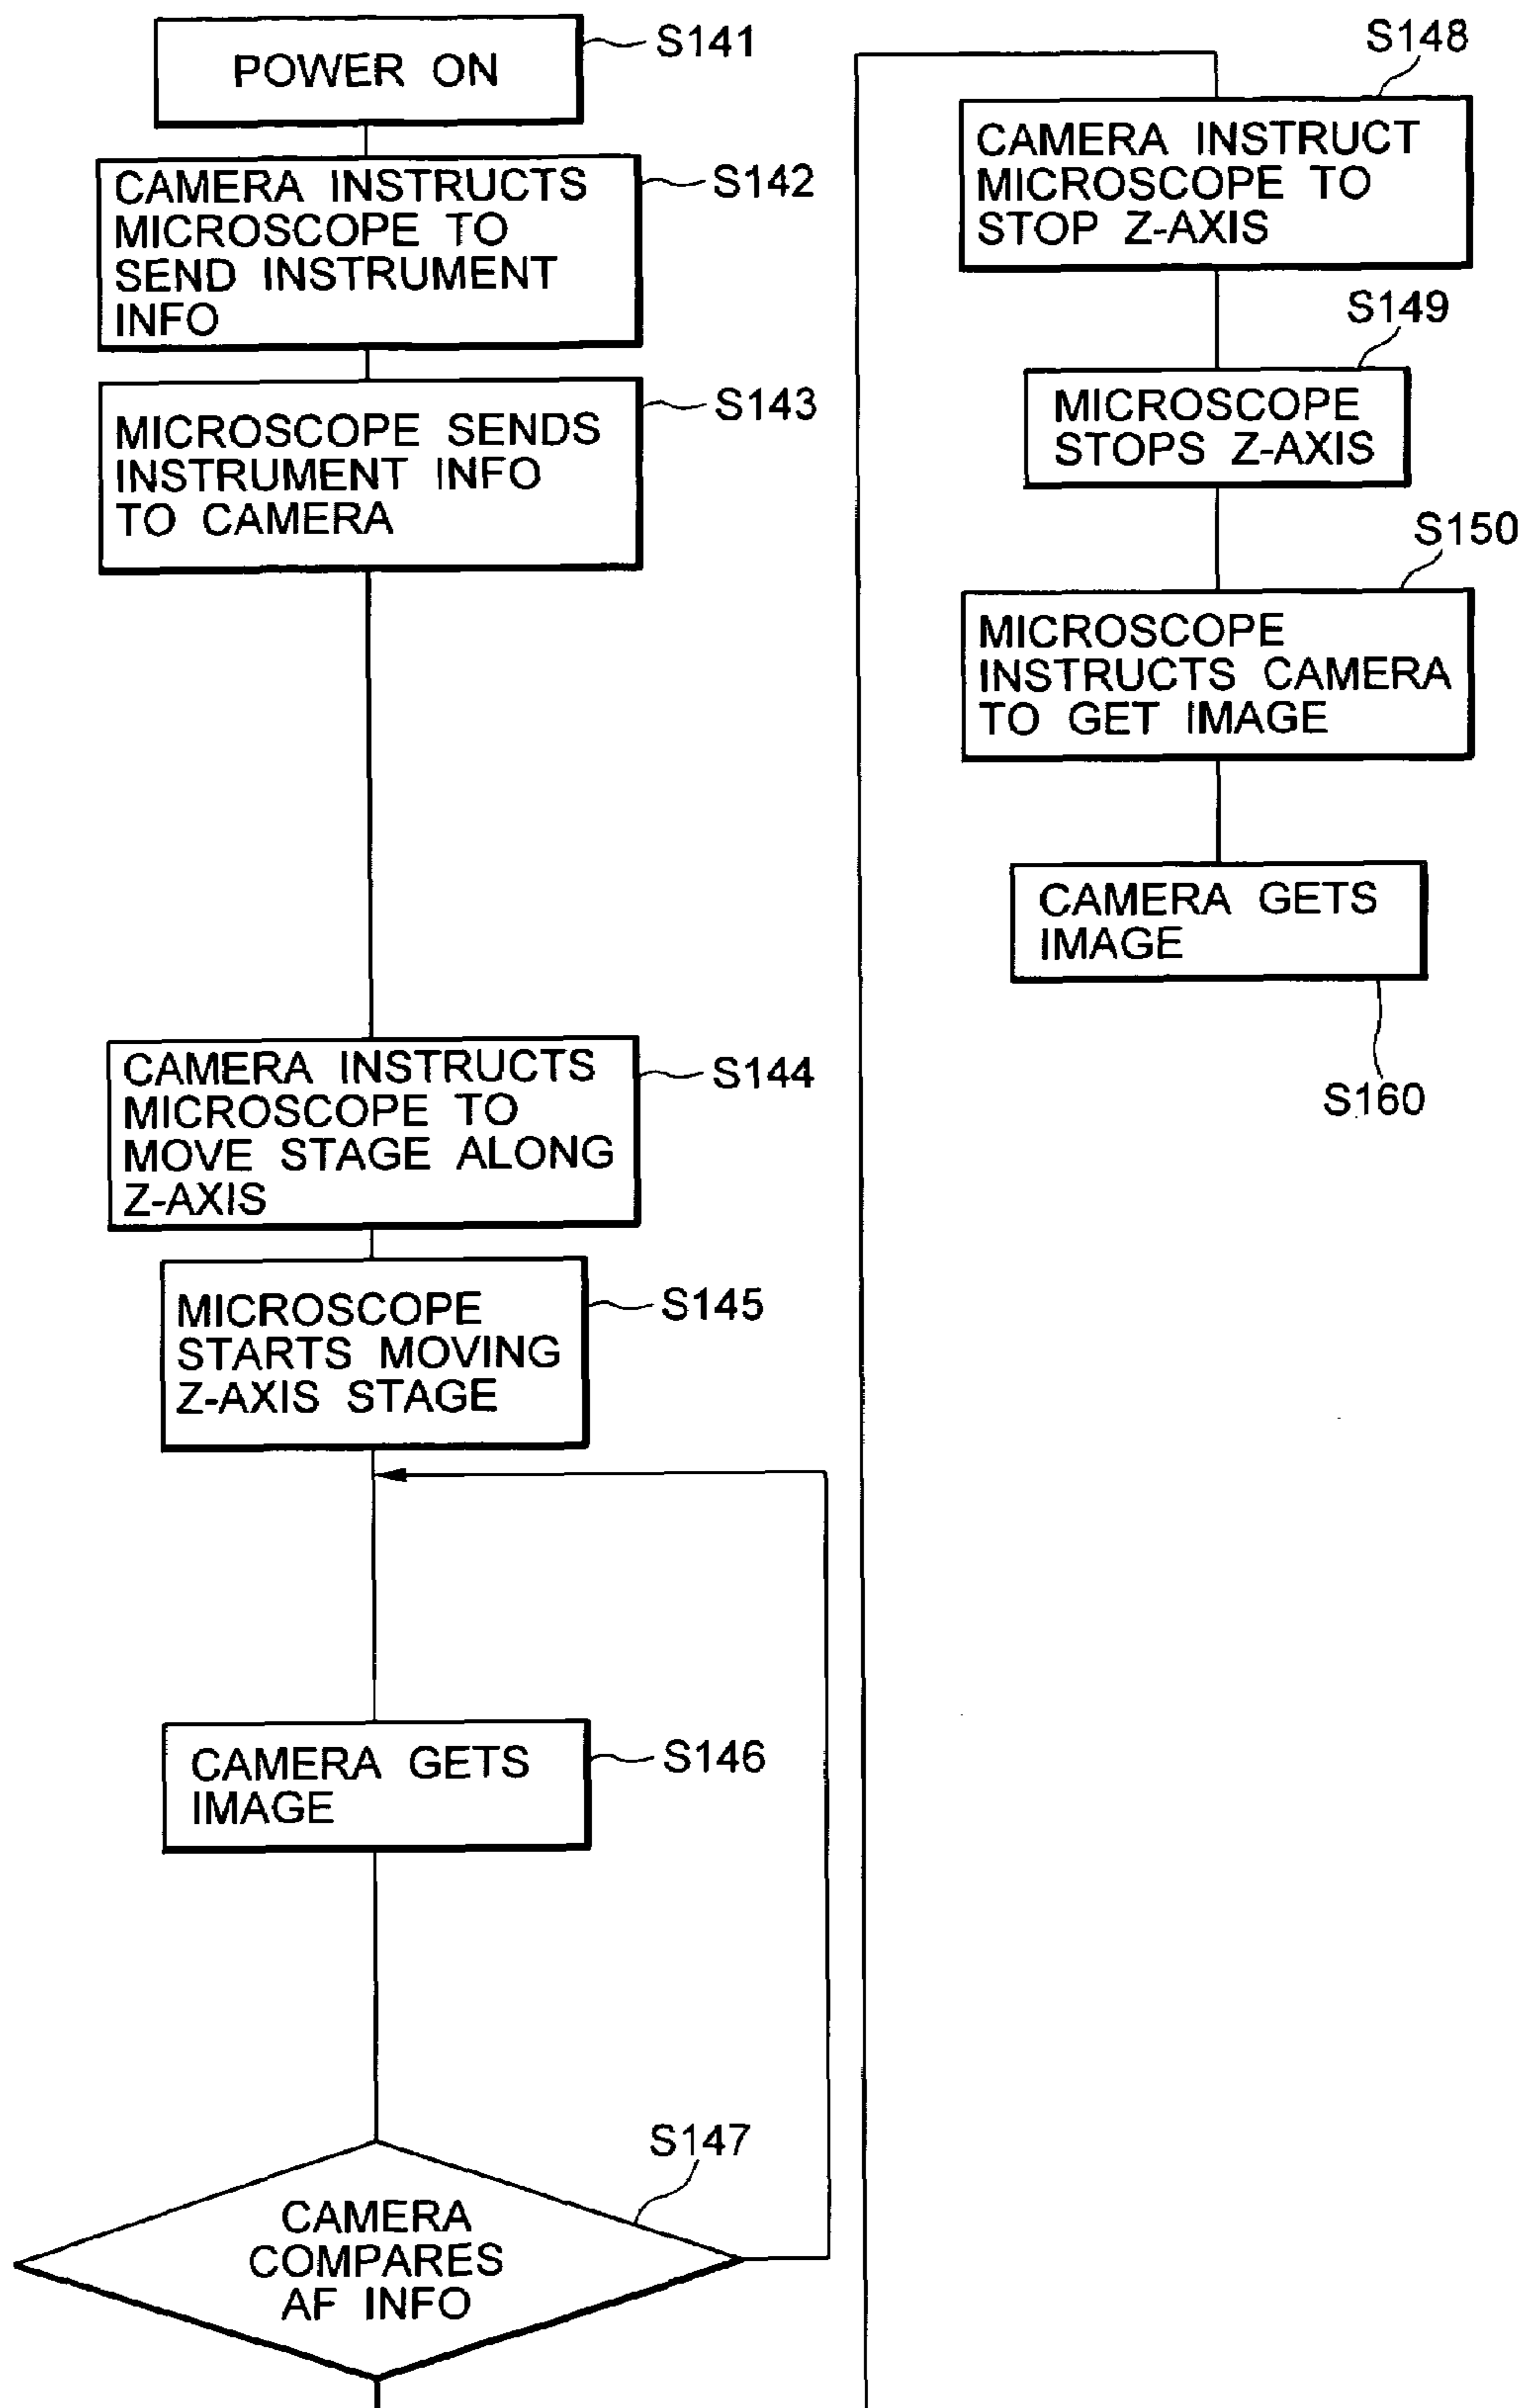 POWER ON
S141
CAMERA INSTRUCTS
MICROSCOPE TO
SEND INSTRUMENT
INFO
S142
MICROSCOPE SENDS
INSTRUMENT INFO
TO CAMERA
S143
CAMERA INSTRUCTS
MICROSCOPE TO
MOVE STAGE ALONG
Z-AXIS
S144
MICROSCOPE
STARTS MOVING
Z-AXIS STAGE
S145
CAMERA GETS
IMAGE
S146
S147
CAMERA
COMPARES
AF INFO
S148
CAMERA INSTRUCT
MICROSCOPE TO
STOP Z-AXIS
S149
MICROSCOPE
STOPS Z-AXIS
S150
MICROSCOPE
INSTRUCTS CAMERA
TO GET IMAGE
CAMERA GETS
IMAGE
S160